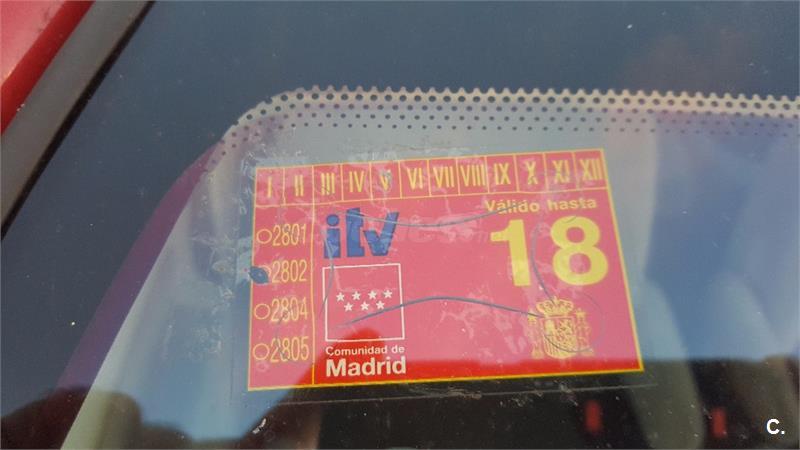 I II III IV V VI VII VIII IX X XI XII
Válido hasta
itv
18
2801
2802
2804
2805
Comunidad de
Madrid
C.